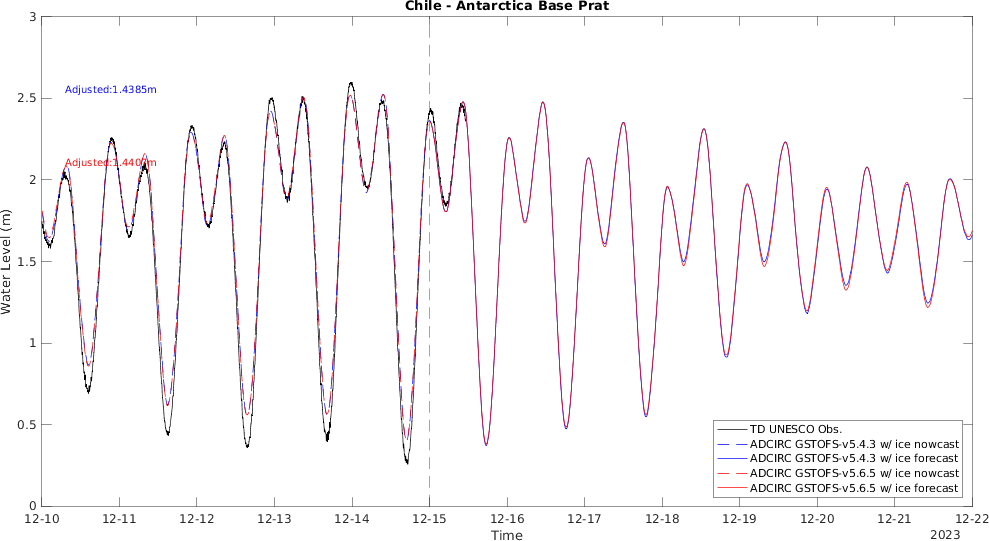 Chile - Antarctica Base Prat
Water Level (m)
3
2.5
2
1.5
1
0.5
0
Adjusted:1.4385m
Adjusted:1.440
TD UNESCO Obs.
ADCIRC GSTOFS-v5.4.3 w/ ice nowcast
ADCIRC GSTOFS-v5.4.3 w/ ice forecast
ADCIRC GSTOFS-v5.6.5 w/ ice nowcast
ADCIRC GSTOFS-v5.6.5 w/ ice forecast
12-10 12-11 12-12 12-13 12-14 12-15 12-16 12-17 12-18 12-19 12-20 12-21 12-22
Time
2023